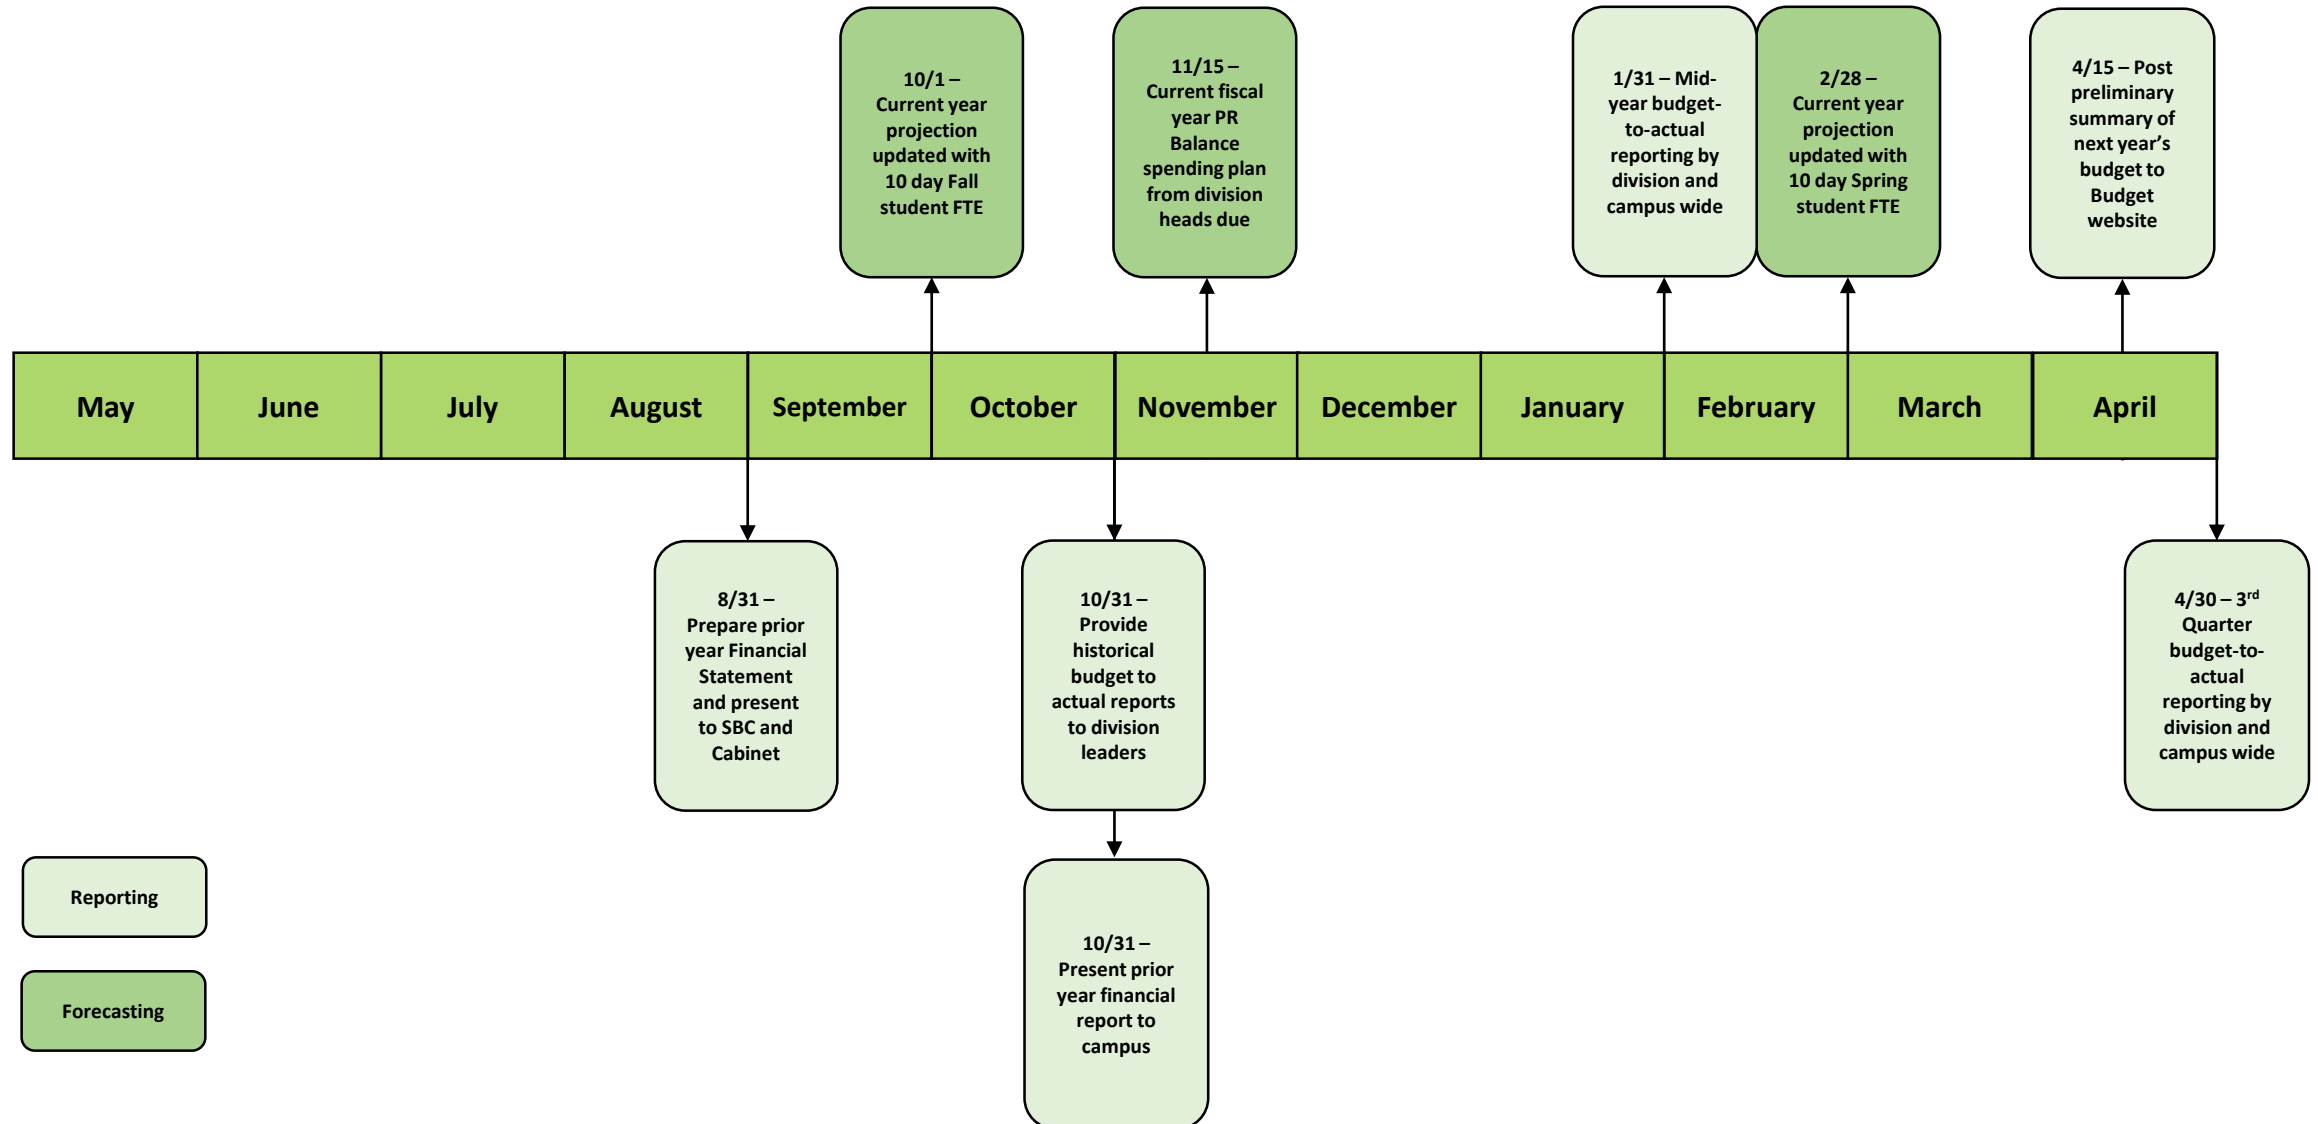 10/1 –
Current year
projection
updated with
10 day Fall
student FTE
11/15 –
Current fiscal
year PR
Balance
spending plan
from division
heads due
1/31 – Mid-
year budget-
to-actual
reporting by
division and
campus wide
2/28 –
Current year
projection
updated with
10 day Spring
student FTE
4/15 – Post
preliminary
summary of
next year’s
budget to
Budget
website
May
June
July
August
September
October
November
December
January
February
March
April
8/31 –
Prepare prior
year Financial
Statement
and present
to SBC and
Cabinet
10/31 –
Provide
historical
budget to
actual reports
to division
leaders
4/30 – 3rd
Quarter
budget-to-
actual
reporting by
division and
campus wide
10/31 –
Present prior
year financial
report to
campus
Reporting
Forecasting